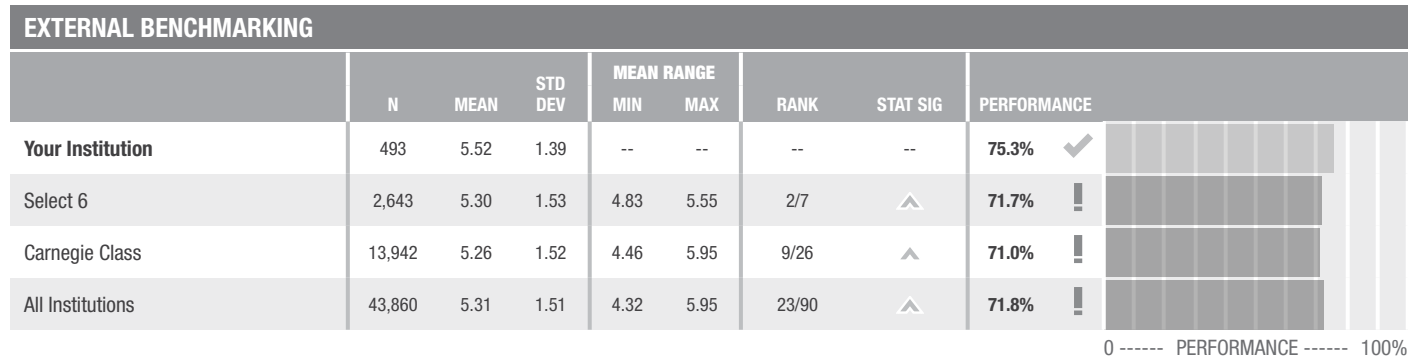 EXTERNAL BENCHMARKING
N MEAN STD DEV MEAN RANGE MIN MAX RANK STAT SIG PERFORMANCE
Your Institution 493 5.52 1.39 -- -- -- -- 75.3%
Select 6 2,643 5.30 1.53 4.83 5.55 2/7 71.7%
Carnegie Class 13,942 5.26 1.52 4.46 5.95 9/26 71.0%
All Institutions 43,860 5.31 1.51 4.32 5.95 23/90 71.8%
0 ------ PERFORMANCE ------ 100%